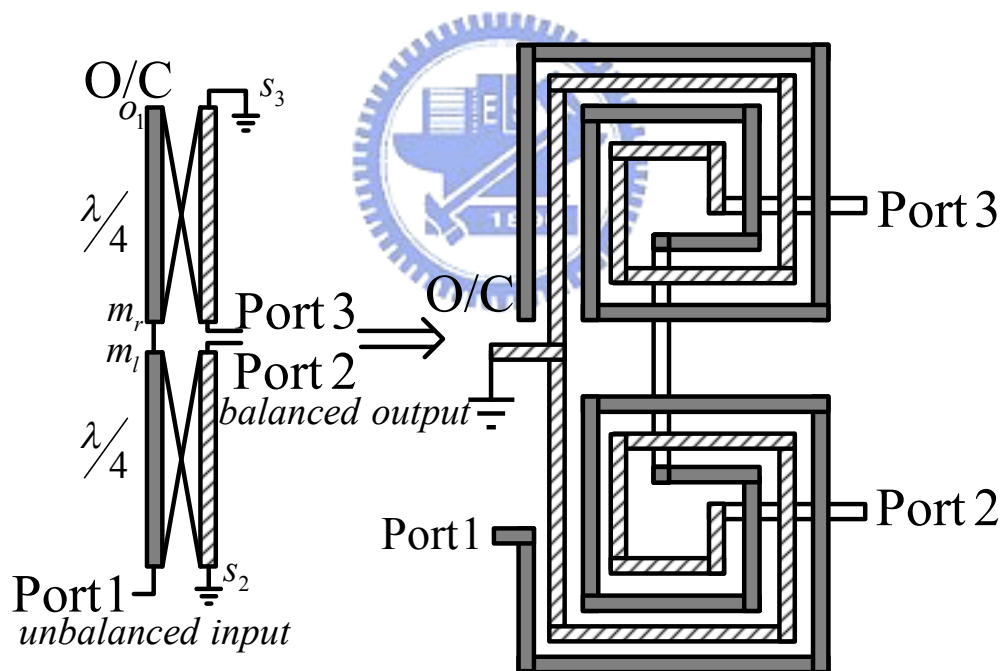 O/C
o₁
s₃
λ/4
mᵣ
mₗ
Port 3
Port 2
balanced output
λ/4
Port 1
unbalanced input
s₂
O/C
Port 3
Port 1
Port 2
E S
189